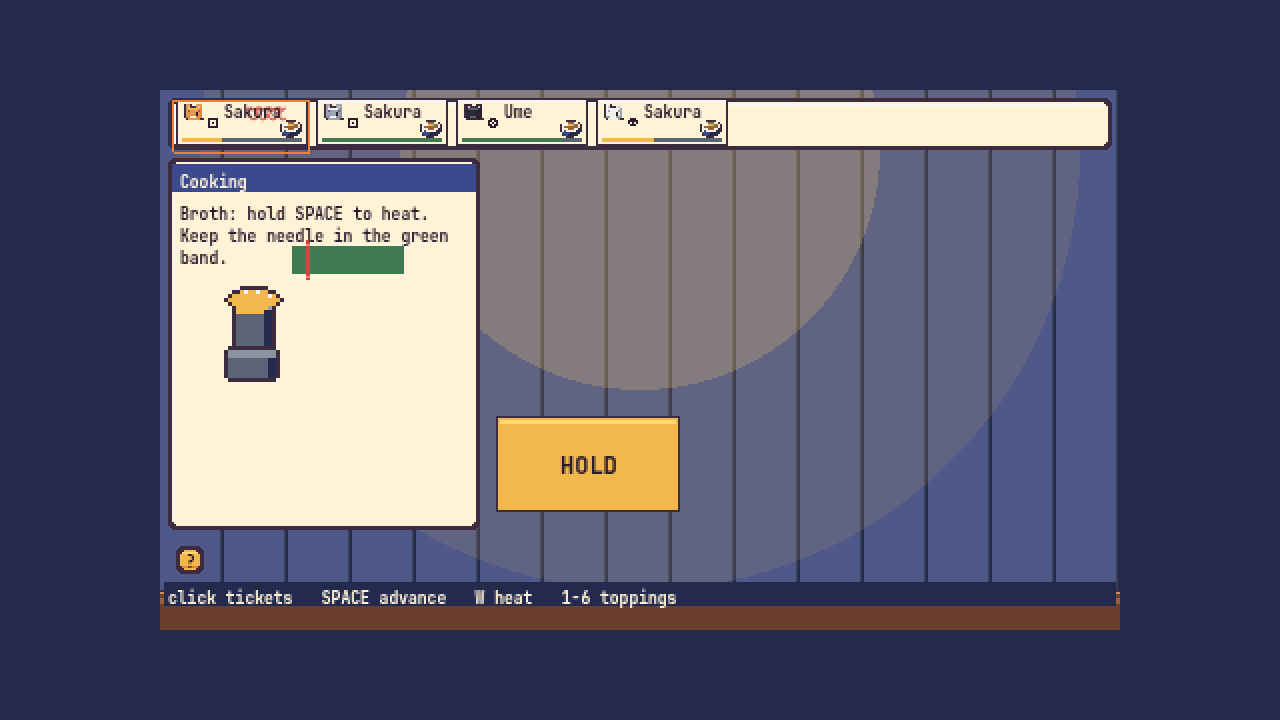 Sakura
Sakura
Ume
Sakura
Cooking
Broth: hold SPACE to heat.
Keep the needle in the green
band.
HOLD
?
click tickets SPACE advance W heat 1-6 toppings